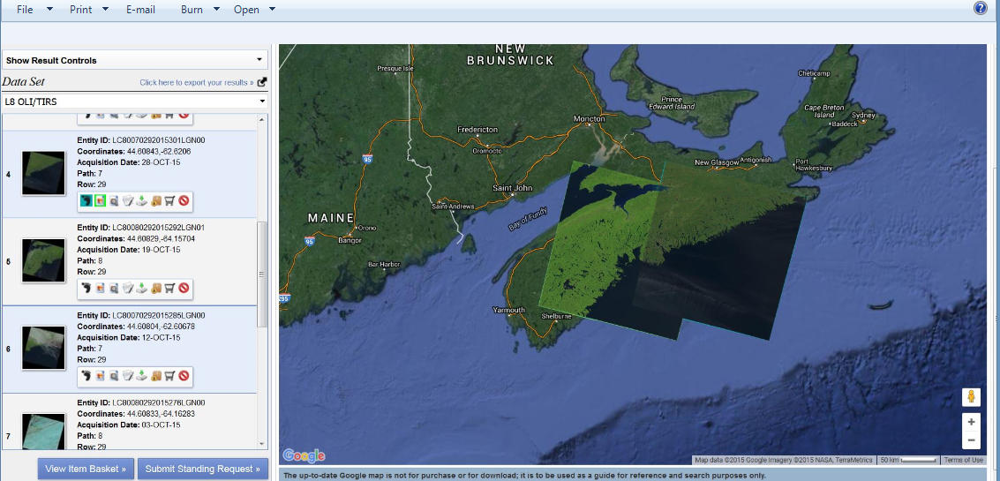 File Print E-mail Burn Open
Show Result Controls
Data Set Click here to export your results »
L8 OLI/TIRS
4
Entity ID: LC80070292015301LGN00
Coordinates: 44.60843,-62.6206
Acquisition Date: 28-OCT-15
Path: 7
Row: 29
5
Entity ID: LC80080292015292LGN01
Coordinates: 44.60829,-64.15704
Acquisition Date: 19-OCT-15
Path: 8
Row: 29
6
Entity ID: LC80070292015285LGN00
Coordinates: 44.60804,-62.60678
Acquisition Date: 12-OCT-15
Path: 7
Row: 29
7
Entity ID: LC80080292015276LGN00
Coordinates: 44.60833,-64.16283
Acquisition Date: 03-OCT-15
Path: 8
Row: 29
View Item Basket »
Submit Standing Request »
NEW
BRUNSWICK
Presque Isle
Chéticamp
Prince
Edward Island
Cape Breton
Island
Sydney
Baddeck
Moncton
Fredericton
Oromocto
New Glasgow
Antigonish
Port
Hawkesbury
95
Saint John
Saint Andrews
MAINE
Bay of Fundy
Orono
95
Bangor
Bar Harbor
295
Yarmouth
Shelburne
Google
Map data ©2015 Google Imagery ©2015 NASA, TerraMetrics 50 km Terms of Use
The up-to-date Google map is not for purchase or for download; it is to be used as a guide for reference and search purposes only.